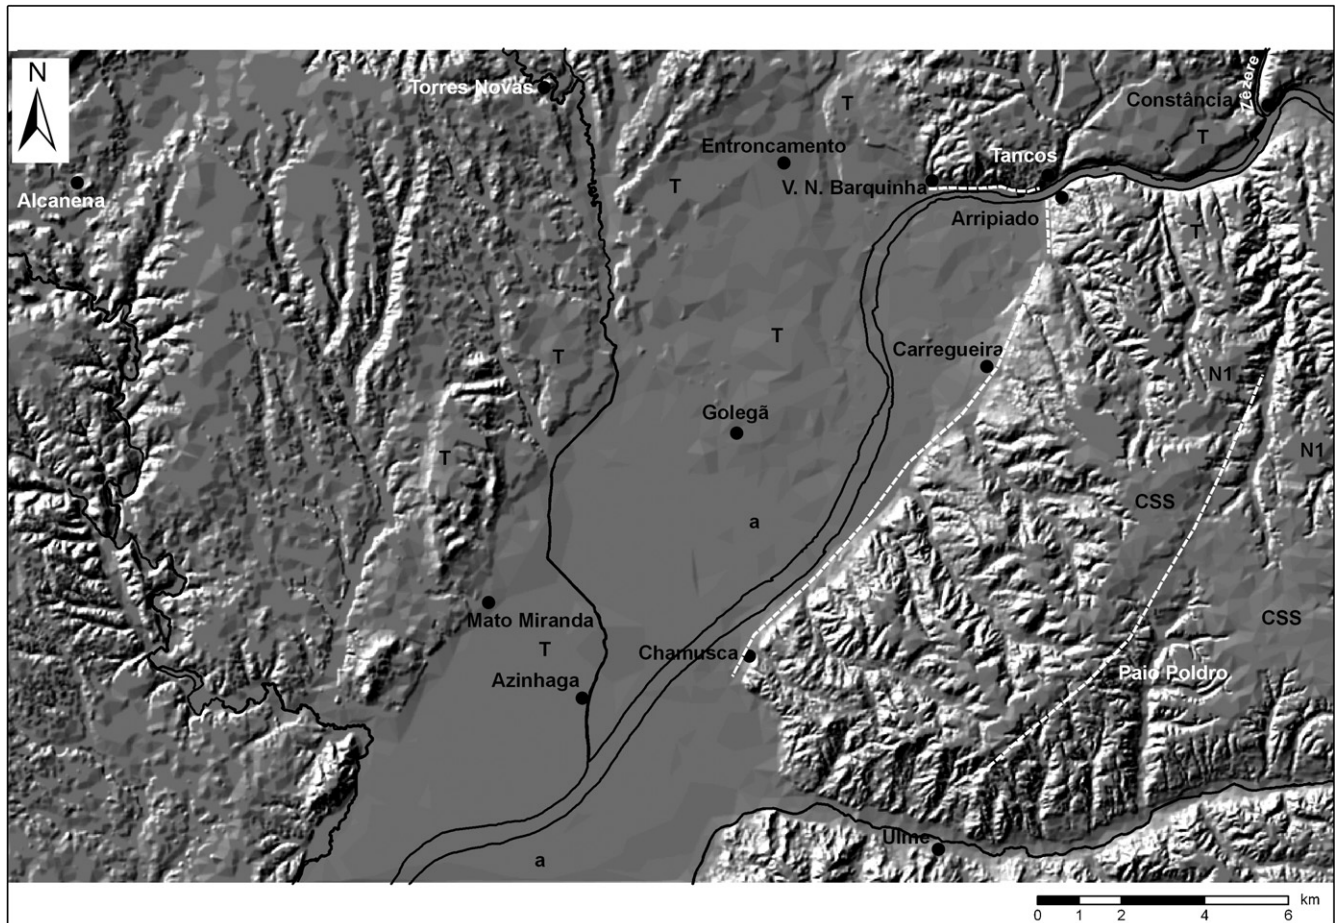 N
Torres Novas
Zêzere
Constância
T
T
Entroncamento
Tancos
T
V. N. Barquinha
Alcanena
Arripiado
T
T
T
Carregueira
N1
Golegã
T
N1
CSS
a
Mato Miranda
CSS
T
Chamusca
Paio Poldro
Azinhaga
Ulme
a
km
0 1 2 4 6